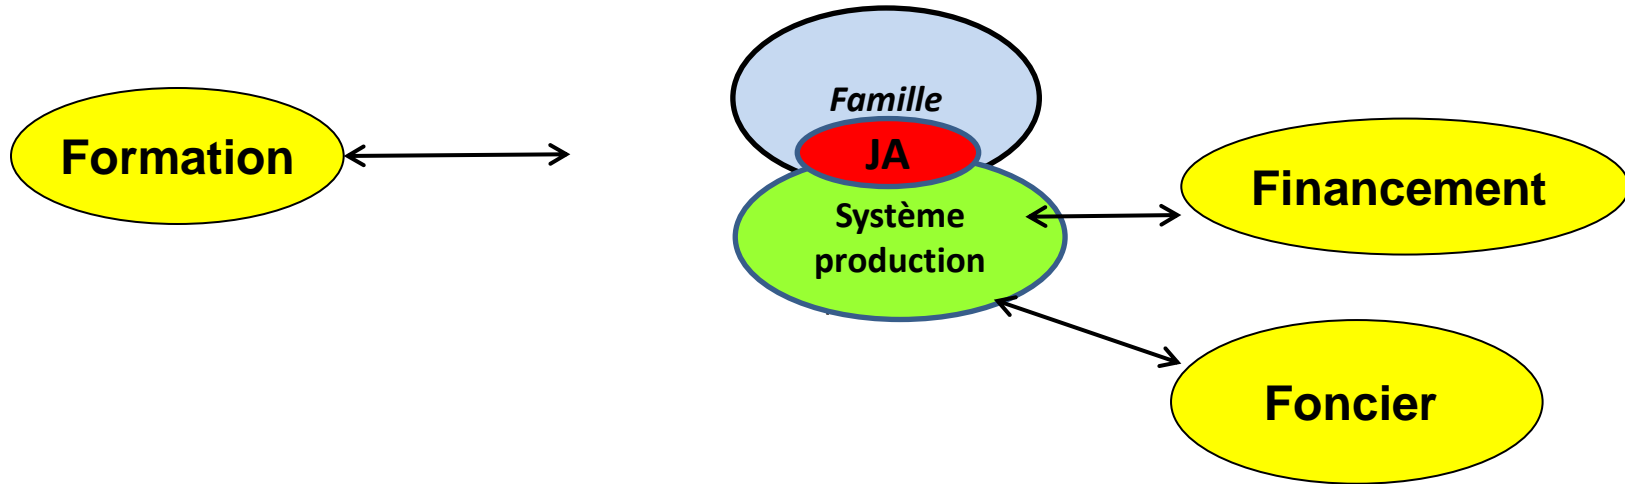 Famille
Formation
JA
Financement
Système
production
Foncier